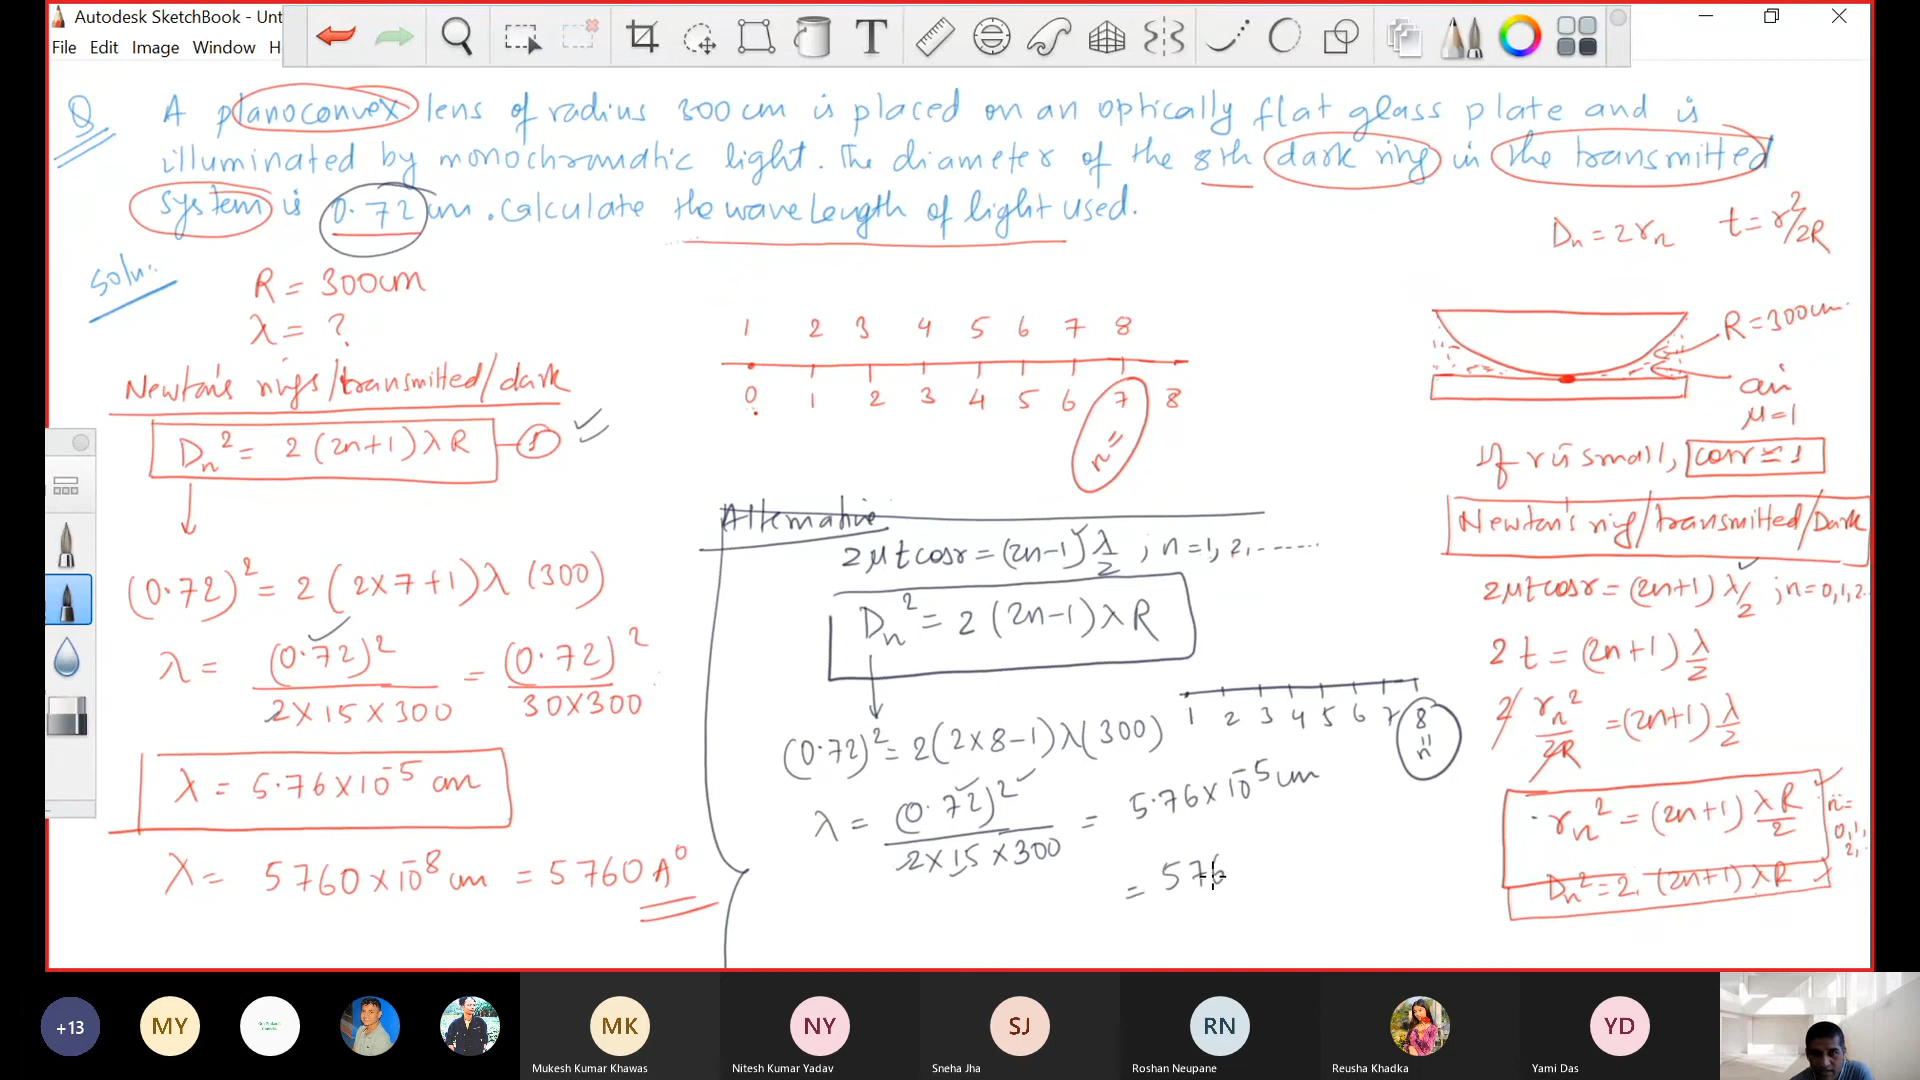 Autodesk SketchBook - Unt
File Edit Image Window H
Q A planoconvex lens of radius 300 cm is placed on an optically flat glass plate and is
illuminated by monochromatic light. The diameter of the 8th dark ring in the transmitted
system is 0.72 cm. Calculate the wavelength of light used.
Soln:
R = 300cm
λ = ?
Newton's rings/transmitted/dark
Dn² = 2(2n+1)λR — ①
(0.72)² = 2(2×7+1)λ(300)
λ = (0.72)² / 2×15×300 = (0.72)² / 30×300
λ = 5.76×10⁻⁵ cm
λ = 5760×10⁻⁸ cm = 5760 A⁰
1 2 3 4 5 6 7 8
0 1 2 3 4 5 6 7 8
n =
Alternative
2μtcosr = (2n-1)λ/2 ; n=1, 2, ......
Dn² = 2(2n-1)λR
(0.72)² = 2(2×8-1)λ(300)
1 2 3 4 5 6 7 8
= n
λ = (0.72)² / 2×15×300 = 5.76×10⁻⁵ cm
= 576
Dn = 2rn t = r²/2R
R=300cm
air
μ=1
If r is small, cosr ≈ 1
Newton's ring/transmitted/Dark
2μtcosr = (2n+1)λ/2 ; n=0,1,2..
2t = (2n+1)λ/2
2 rn²/2R = (2n+1)λ/2
rn² = (2n+1)λR/2 n= 0,1, 2,..
Dn² = 2.(2n+1)λR
+13 MY MK NY SJ RN YD
Mukesh Kumar Khawas Nitesh Kumar Yadav Sneha Jha Roshan Neupane Reusha Khadka Yami Das